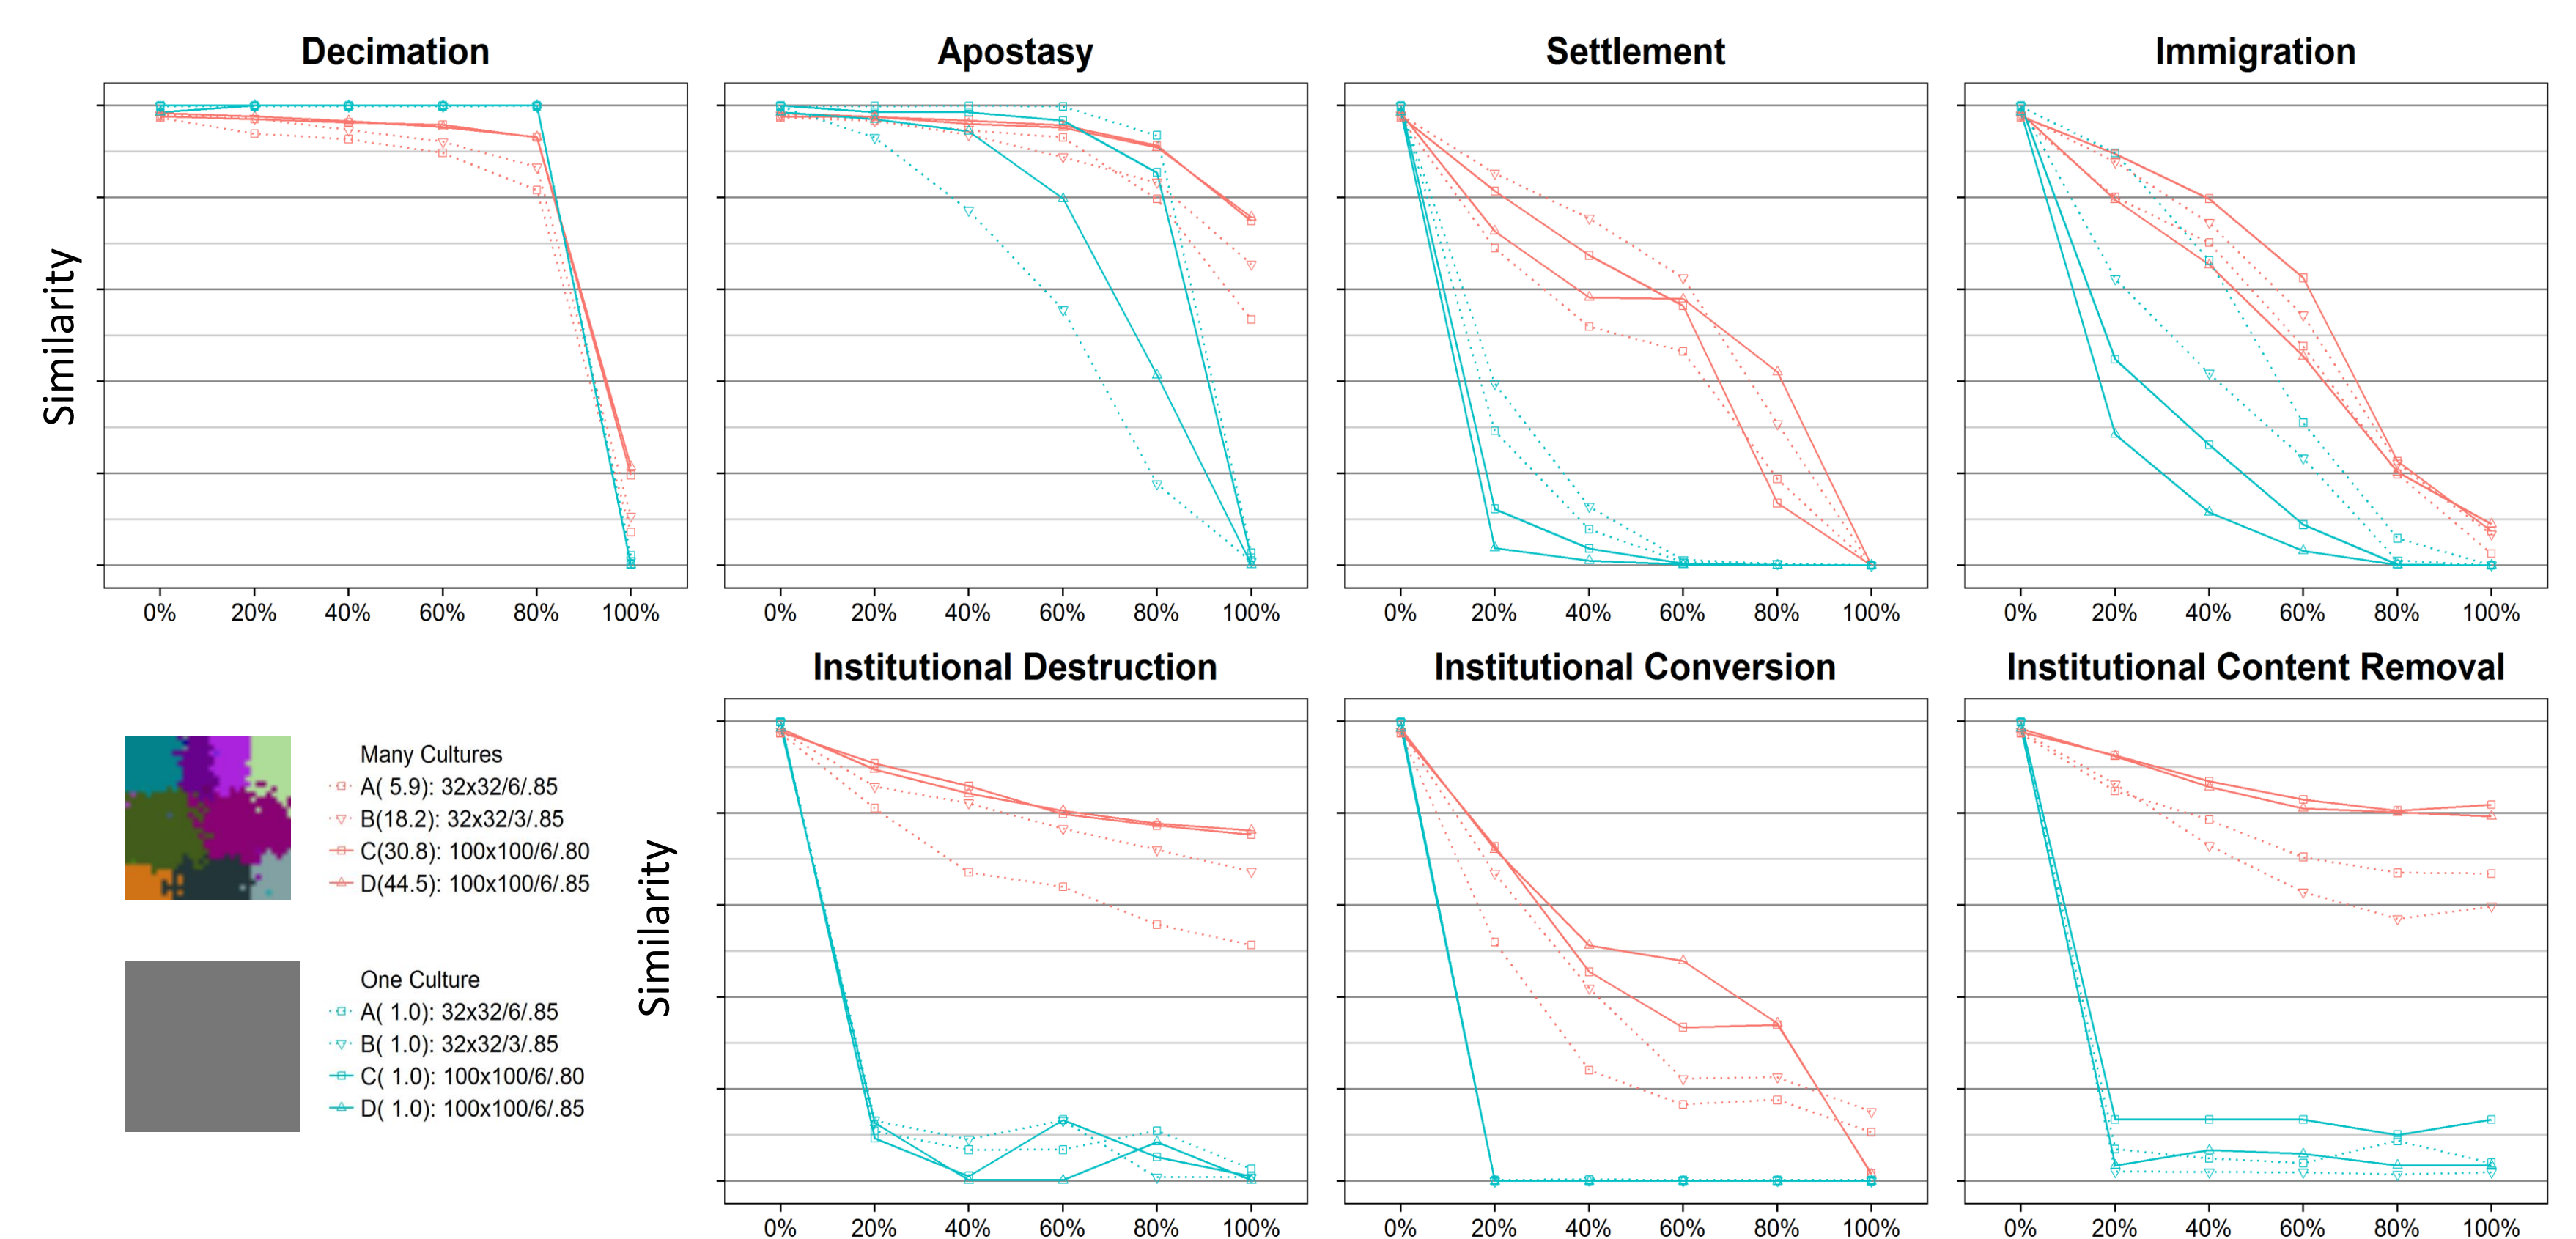 Decimation
Apostasy
Settlement
Immigration
Similarity
0% 20% 40% 60% 80% 100%
0% 20% 40% 60% 80% 100%
0% 20% 40% 60% 80% 100%
0% 20% 40% 60% 80% 100%
Institutional Destruction
Institutional Conversion
Institutional Content Removal
Many Cultures
A( 5.9): 32x32/6/.85
B(18.2): 32x32/3/.85
C(30.8): 100x100/6/.80
D(44.5): 100x100/6/.85
One Culture
A( 1.0): 32x32/6/.85
B( 1.0): 32x32/3/.85
C( 1.0): 100x100/6/.80
D( 1.0): 100x100/6/.85
Similarity
0% 20% 40% 60% 80% 100%
0% 20% 40% 60% 80% 100%
0% 20% 40% 60% 80% 100%